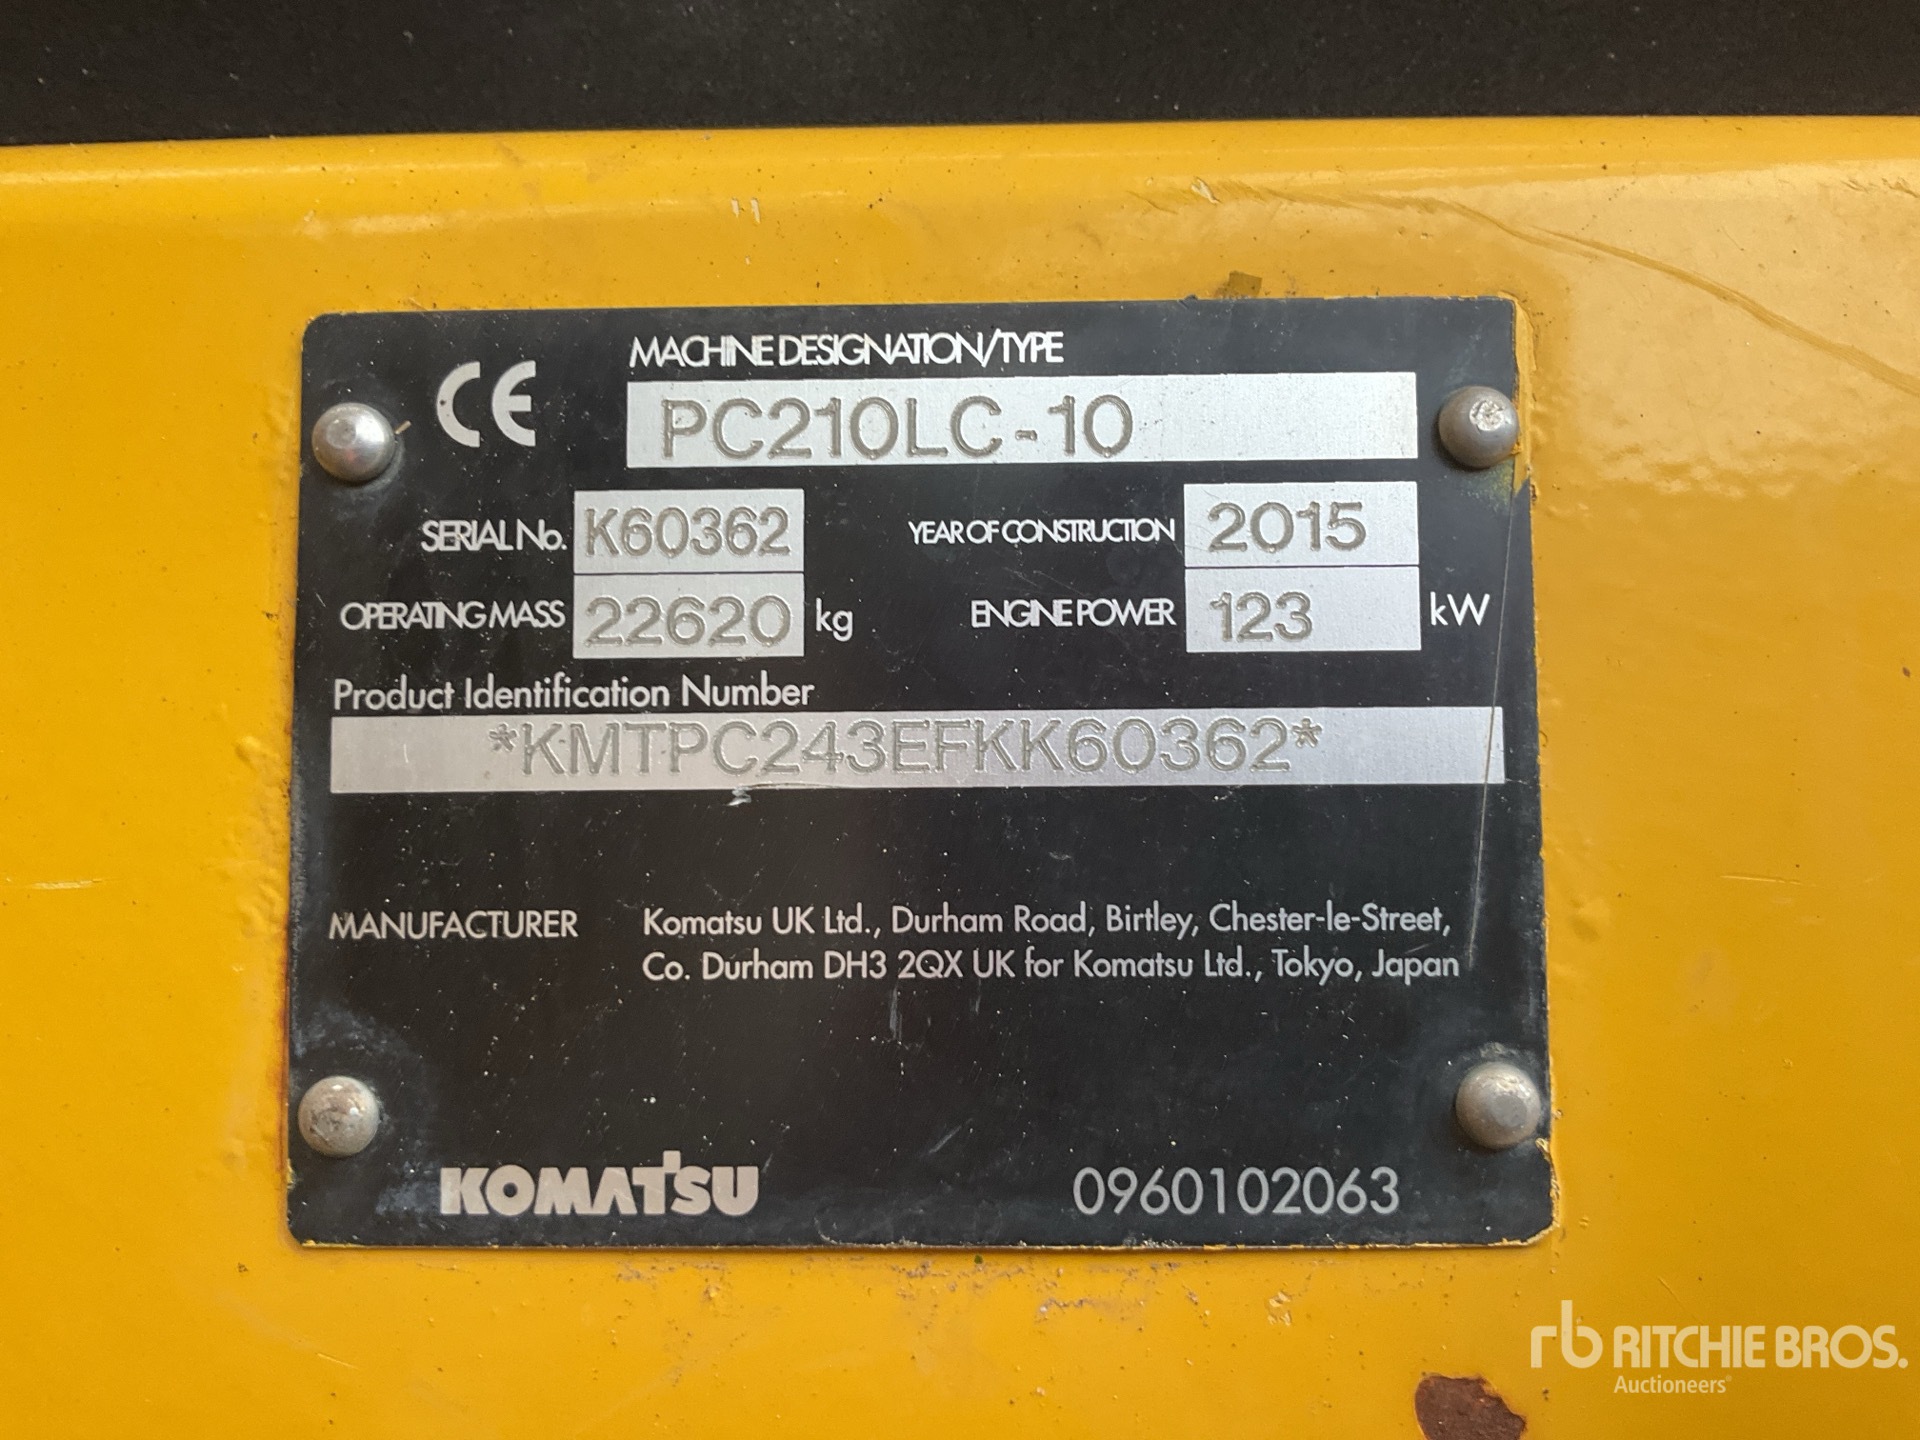 CE MACHINE DESIGNATION/TYPE
PC210LC-10
SERIAL No. K60362 YEAR OF CONSTRUCTION 2015
OPERATING MASS 22620 kg ENGINE POWER 123 kW
Product Identification Number
*KMTPC243EFKK60362*
MANUFACTURER Komatsu UK Ltd., Durham Road, Birtley, Chester-le-Street,
Co. Durham DH3 2QX UK for Komatsu Ltd., Tokyo, Japan
KOMATSU 0960102063
rb RITCHIE BROS.
Auctioneers